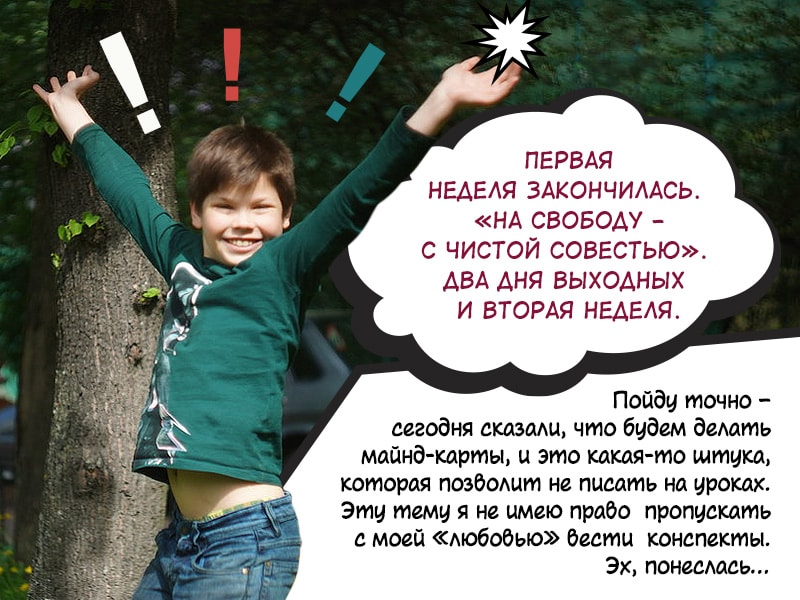 ! ! !
ПЕРВАЯ
НЕДЕЛЯ ЗАКОНЧИЛАСЬ.
«НА СВОБОДУ –
С ЧИСТОЙ СОВЕСТЬЮ».
ДВА ДНЯ ВЫХОДНЫХ
И ВТОРАЯ НЕДЕЛЯ.
Пойду точно –
сегодня сказали, что будем делать
майнд-карты, и это какая-то штука,
которая позволит не писать на уроках.
Эту тему я не имею право пропускать
с моей «любовью» вести конспекты.
Эх, понеслась...